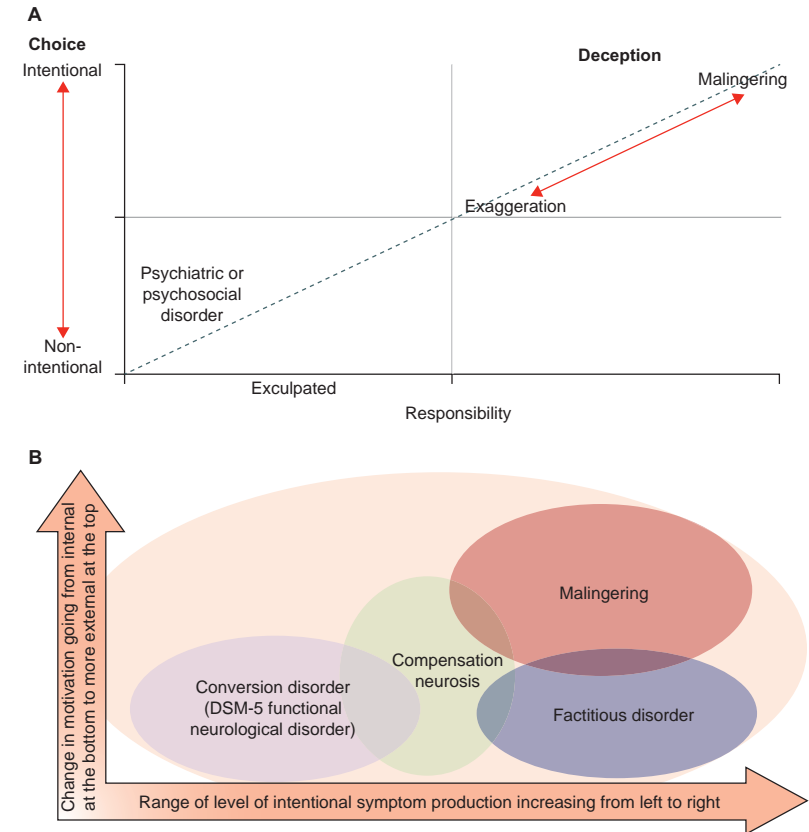 A
Choice
Intentional
Deception
Malingering
Exaggeration
Psychiatric or
psychosocial
disorder
Non-
intentional
Exculpated
Responsibility
B
Change in motivation going from internal
at the bottom to more external at the top
Malingering
Compensation
neurosis
Conversion disorder
(DSM-5 functional
neurological disorder)
Factitious disorder
Range of level of intentional symptom production increasing from left to right